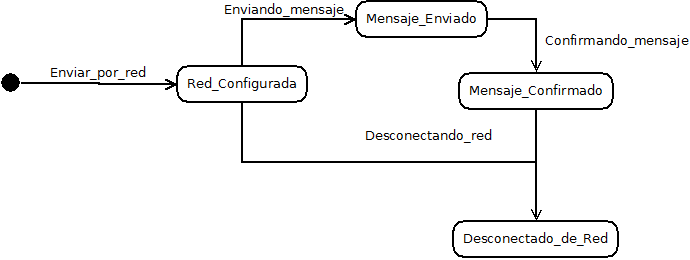 Enviando_mensaje
Mensaje_Enviado
Confirmando_mensaje
Enviar_por_red
Red_Configurada
Mensaje_Confirmado
Desconectando_red
Desconectado_de_Red